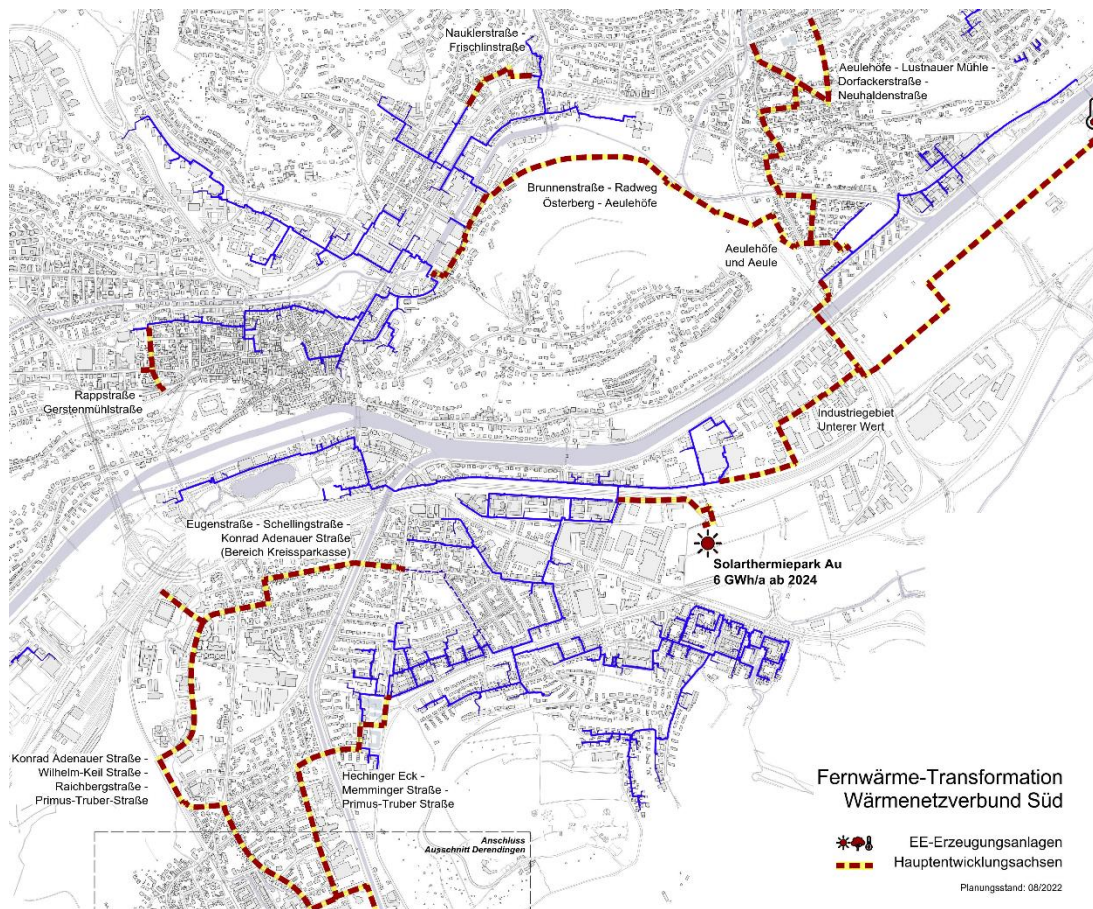 Nauklerstraße -
Frischlinstraße
Aeulehöfe - Lustnauer Mühle -
Dorfackerstraße -
Neuhaldenstraße
Brunnenstraße - Radweg
Österberg - Aeulehöfe
Aeulehöfe
und Aeule
Rappstraße -
Gerstenmühlstraße
Industriegebiet
Unterer Wert
Eugenstraße - Schellingstraße -
Konrad Adenauer Straße
(Bereich Kreissparkasse)
Solarthermiepark Au
6 GWh/a ab 2024
Konrad Adenauer Straße -
Wilhelm-Keil Straße -
Raichbergstraße -
Primus-Truber-Straße
Hechinger Eck -
Memminger Straße -
Primus-Truber Straße
Anschluss
Ausschnitt Derendingen
Fernwärme-Transformation
Wärmenetzverbund Süd
EE-Erzeugungsanlagen
Hauptentwicklungsachsen
Planungsstand: 08/2022